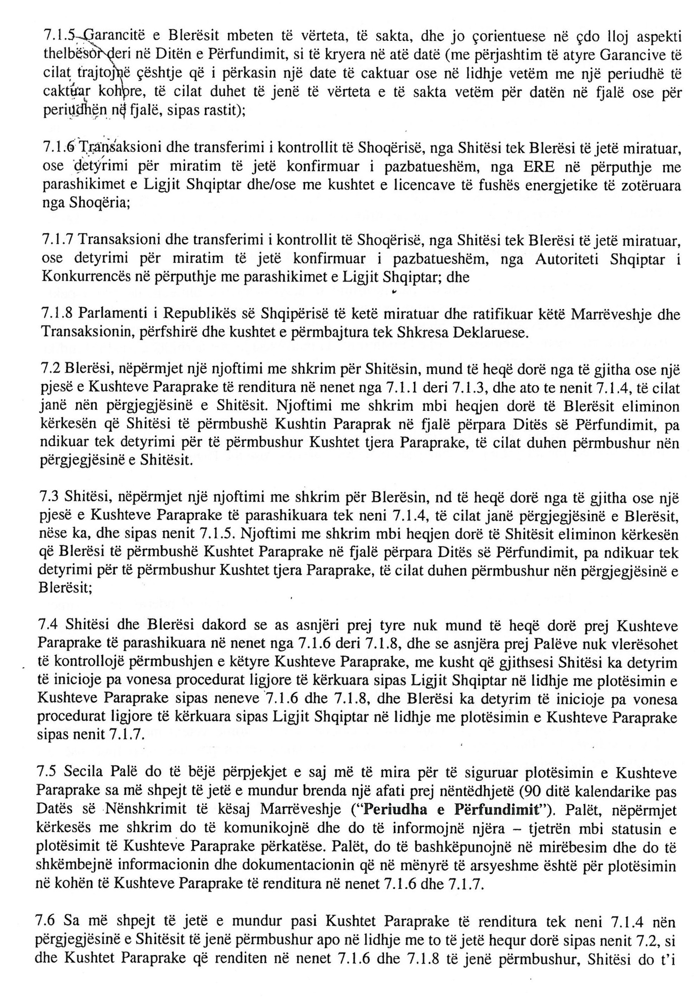 7.1.5 Garancitë e Blerësit mbeten të vërteta, të sakta, dhe jo çorientuese në çdo lloj aspekti
thelbësor deri në Ditën e Përfundimit, si të kryera në atë datë (me përjashtim të atyre Garancive të
cilat trajtojnë çështje që i përkasin një date të caktuar ose në lidhje vetëm me një periudhë të
caktuar kohore, të cilat duhet të jenë të vërteta e të sakta vetëm për datën në fjalë ose për
periudhën në fjalë, sipas rastit);
7.1.6 Transaksioni dhe transferimi i kontrollit të Shoqërisë, nga Shitësi tek Blerësi të jetë miratuar,
ose detyrimi për miratim të jetë konfirmuar i pazbatueshëm, nga ERE në përputhje me
parashikimet e Ligjit Shqiptar dhe/ose me kushtet e licencave të fushës energjetike të zotëruara
nga Shoqëria;
7.1.7 Transaksioni dhe transferimi i kontrollit të Shoqërisë, nga Shitësi tek Blerësi të jetë miratuar,
ose detyrimi për miratim të jetë konfirmuar i pazbatueshëm, nga Autoriteti Shqiptar i
Konkurrencës në përputhje me parashikimet e Ligjit Shqiptar; dhe
7.1.8 Parlamenti i Republikës së Shqipërisë të ketë miratuar dhe ratifikuar këtë Marrëveshje dhe
Transaksionin, përfshirë dhe kushtet e përmbajtura tek Shkresa Deklaruese.
7.2 Blerësi, nëpërmjet një njoftimi me shkrim për Shitësin, mund të heqë dorë nga të gjitha ose një
pjesë e Kushteve Paraprake të renditura në nenet nga 7.1.1 deri 7.1.3, dhe ato te nenit 7.1.4, të cilat
janë nën përgjegjësinë e Shitësit. Njoftimi me shkrim mbi heqjen dorë të Blerësit eliminon
kërkesën që Shitësi të përmbushë Kushtin Paraprak në fjalë përpara Ditës së Përfundimit, pa
ndikuar tek detyrimi për të përmbushur Kushtet tjera Paraprake, të cilat duhen përmbushur nën
përgjegjësinë e Shitësit.
7.3 Shitësi, nëpërmjet një njoftimi me shkrim për Blerësin, nd të heqë dorë nga të gjitha ose një
pjesë e Kushteve Paraprake të parashikuara tek neni 7.1.4, të cilat janë përgjegjësinë e Blerësit,
nëse ka, dhe sipas nenit 7.1.5. Njoftimi me shkrim mbi heqjen dorë të Shitësit eliminon kërkesën
që Blerësi të përmbushë Kushtet Paraprake në fjalë përpara Ditës së Përfundimit, pa ndikuar tek
detyrimi për të përmbushur Kushtet tjera Paraprake, të cilat duhen përmbushur nën përgjegjësinë e
Blerësit;
7.4 Shitësi dhe Blerësi dakord se as asnjëri prej tyre nuk mund të heqë dorë prej Kushteve
Paraprake të parashikuara në nenet nga 7.1.6 deri 7.1.8, dhe se asnjëra prej Palëve nuk vlerësohet
të kontrollojë përmbushjen e këtyre Kushteve Paraprake, me kusht që gjithsesi Shitësi ka detyrim
të inicioje pa vonesa procedurat ligjore të kërkuara sipas Ligjit Shqiptar në lidhje me plotësimin e
Kushteve Paraprake sipas neneve 7.1.6 dhe 7.1.8, dhe Blerësi ka detyrim të inicioje pa vonesa
procedurat ligjore të kërkuara sipas Ligjit Shqiptar në lidhje me plotësimin e Kushteve Paraprake
sipas nenit 7.1.7.
7.5 Secila Palë do të bëjë përpjekjet e saj më të mira për të siguruar plotësimin e Kushteve
Paraprake sa më shpejt të jetë e mundur brenda një afati prej nëntëdhjetë (90 ditë kalendarike pas
Datës së Nënshkrimit të kësaj Marrëveshje (“Periudha e Përfundimit”). Palët, nëpërmjet
kërkesës me shkrim do të komunikojnë dhe do të informojnë njëra – tjetrën mbi statusin e
plotësimit të Kushteve Paraprake përkatëse. Palët, do të bashkëpunojnë në mirëbesim dhe do të
shkëmbejnë informacionin dhe dokumentacionin që në mënyrë të arsyeshme është për plotësimin
në kohën të Kushteve Paraprake të renditura në nenet 7.1.6 dhe 7.1.7.
7.6 Sa më shpejt të jetë e mundur pasi Kushtet Paraprake të renditura tek neni 7.1.4 nën
përgjegjësinë e Shitësit të jenë përmbushur apo në lidhje me to të jetë hequr dorë sipas nenit 7.2, si
dhe Kushtet Paraprake që renditen në nenet 7.1.6 dhe 7.1.8 të jenë përmbushur, Shitësi do t’i